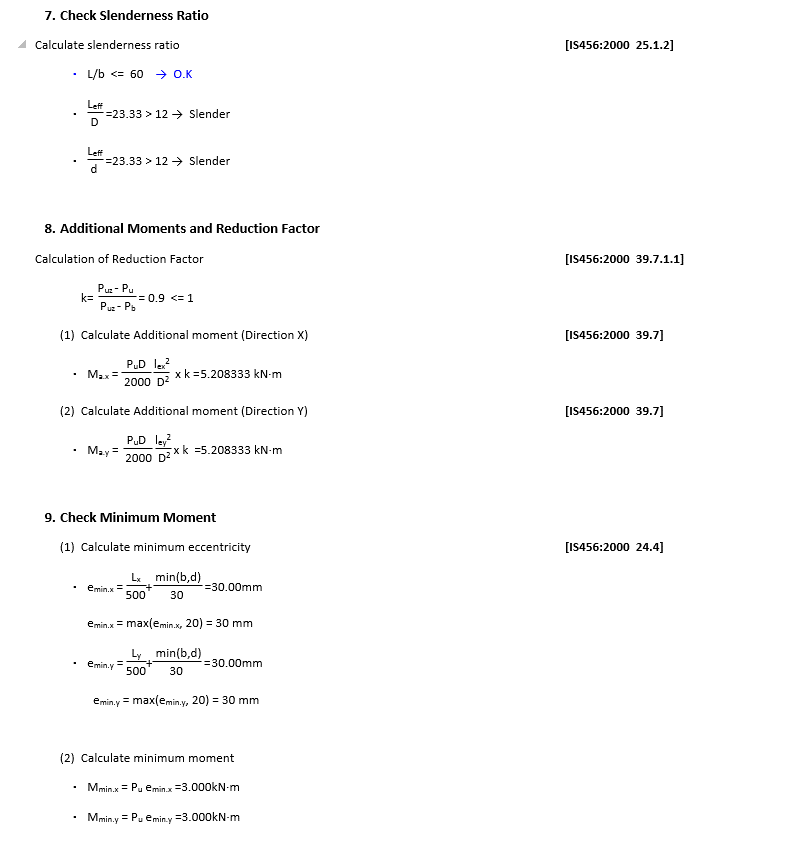 7. Check Slenderness Ratio
Calculate slenderness ratio [IS456:2000 25.1.2]
· L/b <= 60 → O.K
· Leff/D =23.33 > 12 → Slender
· Leff/d =23.33 > 12 → Slender
8. Additional Moments and Reduction Factor
Calculation of Reduction Factor [IS456:2000 39.7.1.1]
k= (Puz - Pu)/(Puz - Pb) = 0.9 <= 1
(1) Calculate Additional moment (Direction X) [IS456:2000 39.7]
· Ma.x = PuD/2000 lex²/D² x k =5.208333 kN·m
(2) Calculate Additional moment (Direction Y) [IS456:2000 39.7]
· Ma.y = PuD/2000 ley²/D² x k =5.208333 kN·m
9. Check Minimum Moment
(1) Calculate minimum eccentricity [IS456:2000 24.4]
· emin.x = Lx/500 + min(b,d)/30 =30.00mm
emin.x = max(emin.x, 20) = 30 mm
· emin.y = Ly/500 + min(b,d)/30 =30.00mm
emin.y = max(emin.y, 20) = 30 mm
(2) Calculate minimum moment
· Mmin.x = Pu emin.x =3.000kN·m
· Mmin.y = Pu emin.y =3.000kN·m